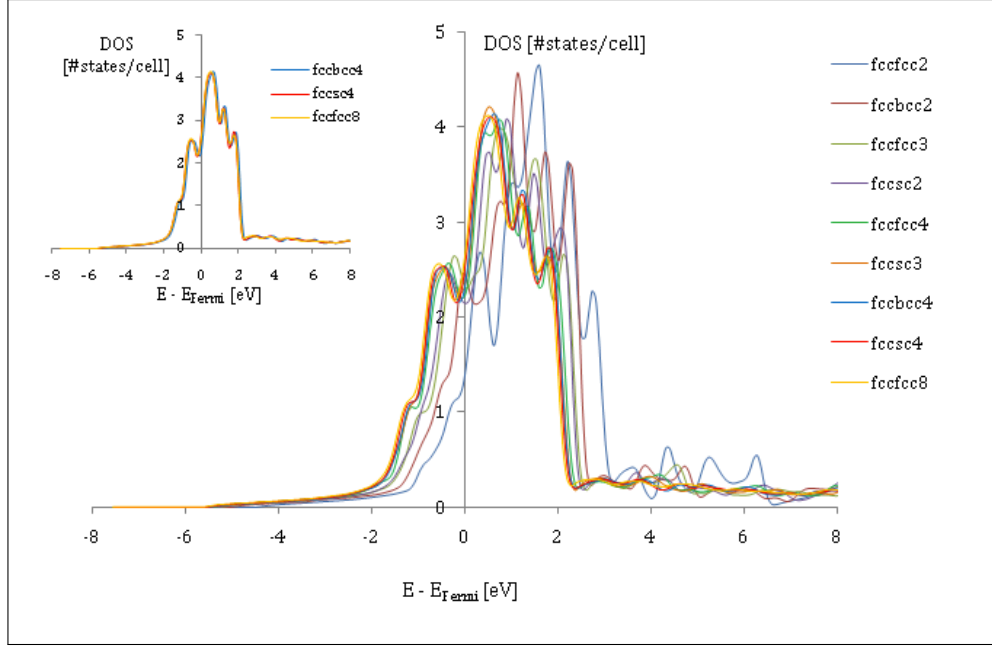 DOS
[#states/cell]
5
4
3
2
1
0
-8 -6 -4 -2 0 2 4 6 8
E - EFermi [eV]
fccbcc4
fccsc4
fccfcc8
DOS [#states/cell]
5
4
3
2
1
0
-8 -6 -4 -2 0 2 4 6 8
E - EFermi [eV]
fccfcc2
fccbcc2
fccfcc3
fccsc2
fccfcc4
fccsc3
fccbcc4
fccsc4
fccfcc8